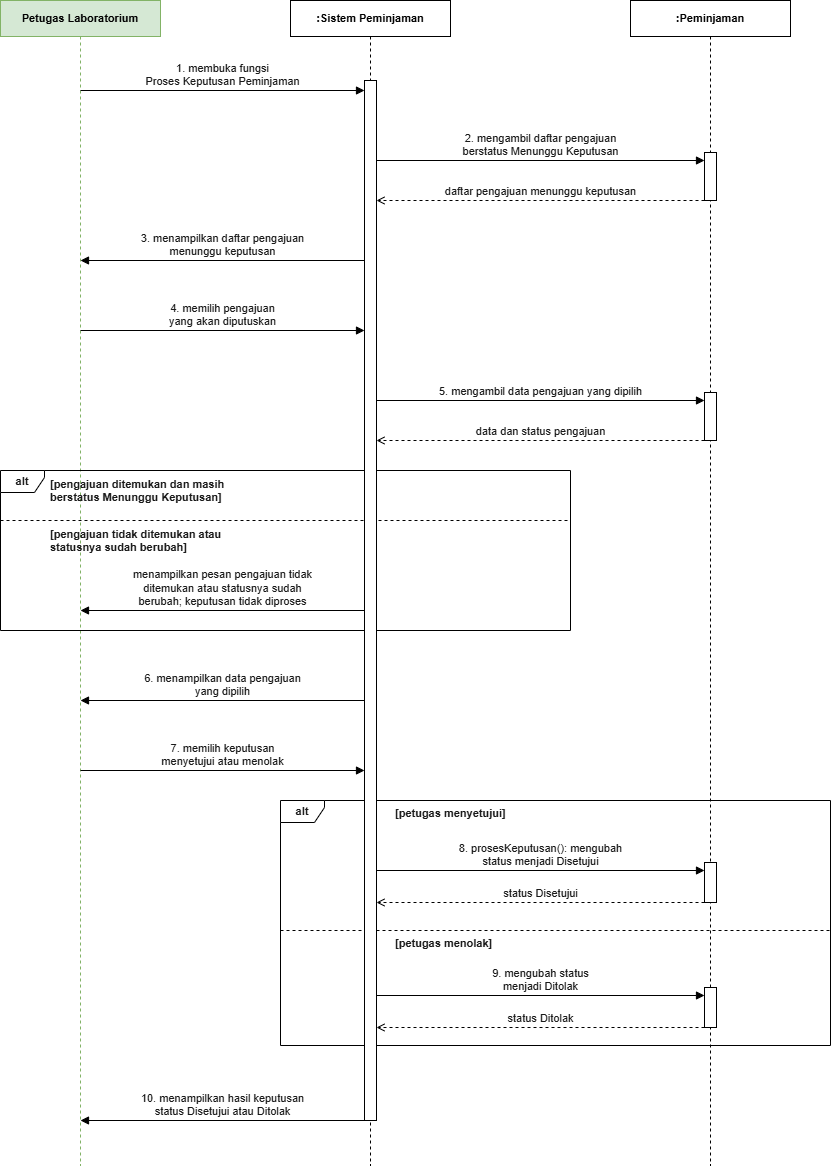 Petugas Laboratorium
:Sistem Peminjaman
:Peminjaman
1. membuka fungsi
Proses Keputusan Peminjaman
2. mengambil daftar pengajuan
berstatus Menunggu Keputusan
daftar pengajuan menunggu keputusan
3. menampilkan daftar pengajuan
menunggu keputusan
4. memilih pengajuan
yang akan diputuskan
5. mengambil data pengajuan yang dipilih
data dan status pengajuan
alt
[pengajuan ditemukan dan masih
berstatus Menunggu Keputusan]
[pengajuan tidak ditemukan atau
statusnya sudah berubah]
menampilkan pesan pengajuan tidak
ditemukan atau statusnya sudah
berubah; keputusan tidak diproses
6. menampilkan data pengajuan
yang dipilih
7. memilih keputusan
menyetujui atau menolak
alt
[petugas menyetujui]
8. prosesKeputusan(): mengubah
status menjadi Disetujui
status Disetujui
[petugas menolak]
9. mengubah status
menjadi Ditolak
status Ditolak
10. menampilkan hasil keputusan
status Disetujui atau Ditolak